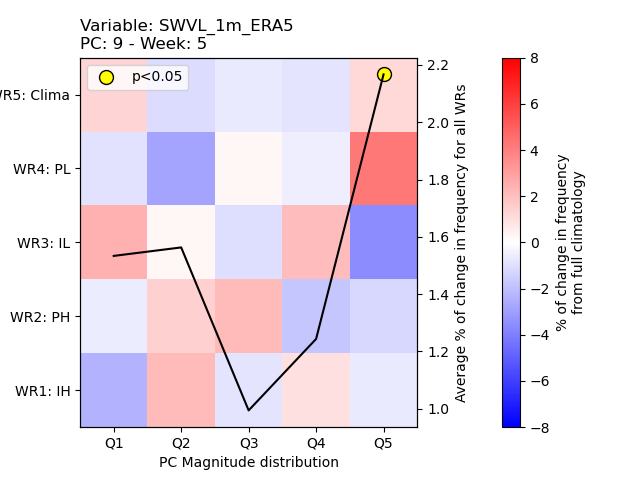 Variable: SWVL_1m_ERA5
PC: 9 - Week: 5
p<0.05
WR5: Clima
WR4: PL
WR3: IL
WR2: PH
WR1: IH
Q1 Q2 Q3 Q4 Q5
PC Magnitude distribution
2.2
2.0
1.8
1.6
1.4
1.2
1.0
Average % of change in frequency for all WRs
8
6
4
2
0
−2
−4
−6
−8
% of change in frequency
from full climatology